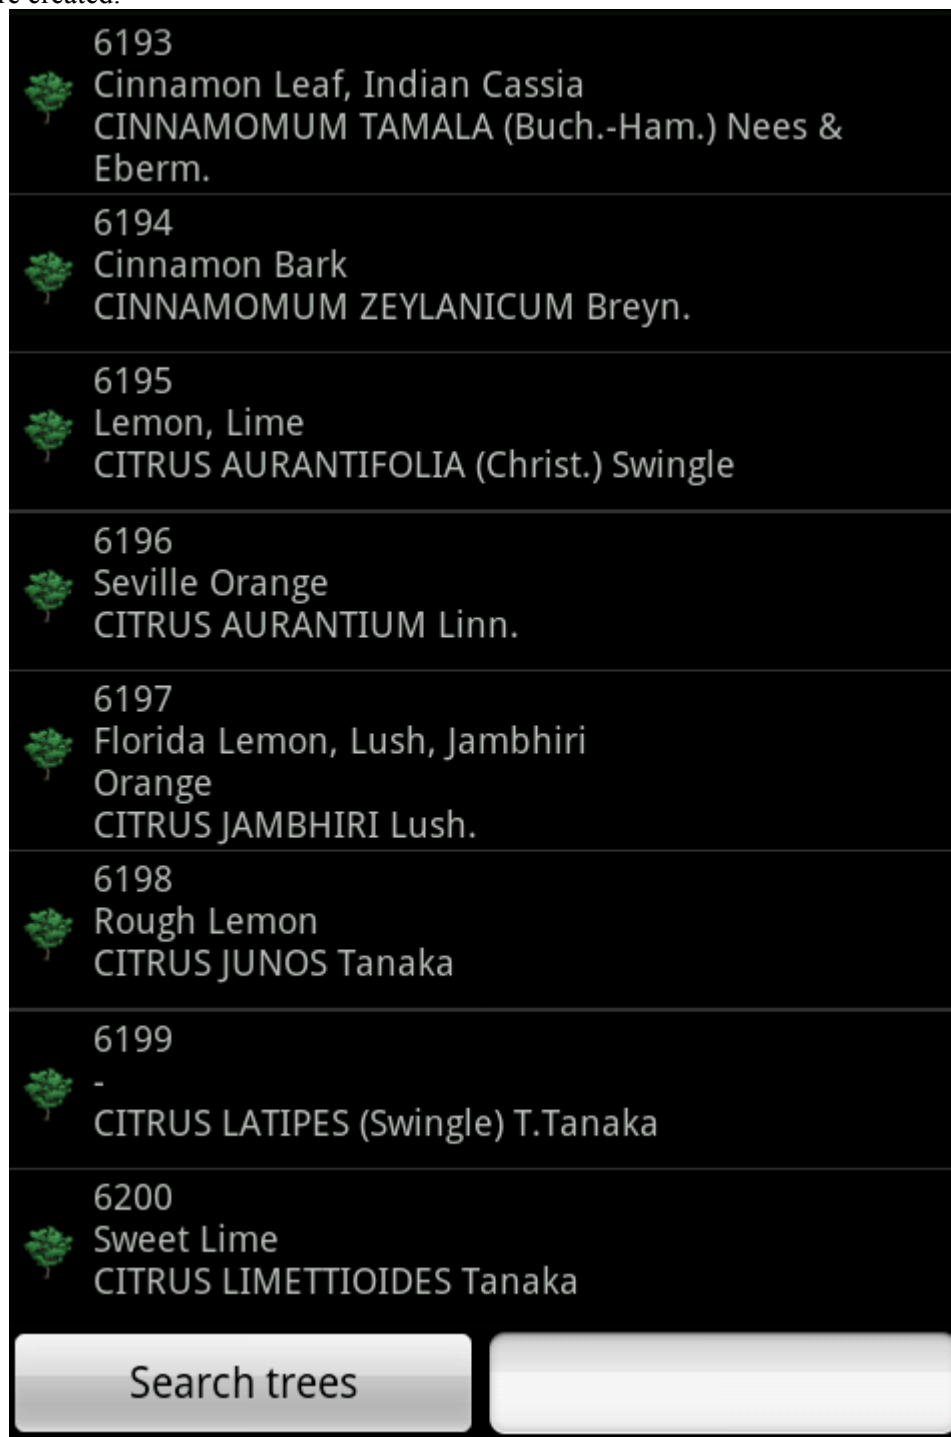 created.
6193
Cinnamon Leaf, Indian Cassia
CINNAMOMUM TAMALA (Buch.-Ham.) Nees &
Eberm.
6194
Cinnamon Bark
CINNAMOMUM ZEYLANICUM Breyn.
6195
Lemon, Lime
CITRUS AURANTIFOLIA (Christ.) Swingle
6196
Seville Orange
CITRUS AURANTIUM Linn.
6197
Florida Lemon, Lush, Jambhiri
Orange
CITRUS JAMBHIRI Lush.
6198
Rough Lemon
CITRUS JUNOS Tanaka
6199
-
CITRUS LATIPES (Swingle) T.Tanaka
6200
Sweet Lime
CITRUS LIMETTIOIDES Tanaka
Search trees